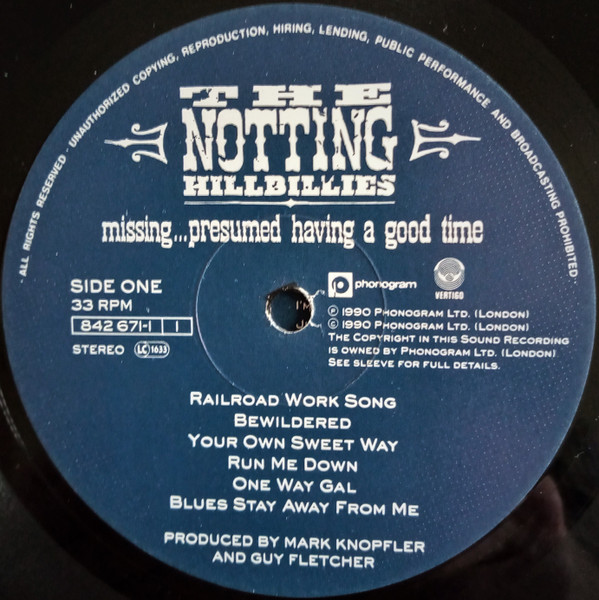 ALL RIGHTS RESERVED · UNAUTHORIZED COPYING, REPRODUCTION, HIRING, LENDING, PUBLIC PERFORMANCE AND BROADCASTING PROHIBITED ·
THE
NOTTING
HILLBILLIES
missing...presumed having a good time
SIDE ONE
33 RPM
842 671-1 1
STEREO LC 1633
phonogram
VERTIGO
℗ 1990 PHONOGRAM LTD. (LONDON)
© 1990 PHONOGRAM LTD. (LONDON)
THE COPYRIGHT IN THIS SOUND RECORDING
IS OWNED BY PHONOGRAM LTD. (LONDON)
SEE SLEEVE FOR FULL DETAILS.
RAILROAD WORK SONG
BEWILDERED
YOUR OWN SWEET WAY
RUN ME DOWN
ONE WAY GAL
BLUES STAY AWAY FROM ME
PRODUCED BY MARK KNOPFLER
AND GUY FLETCHER